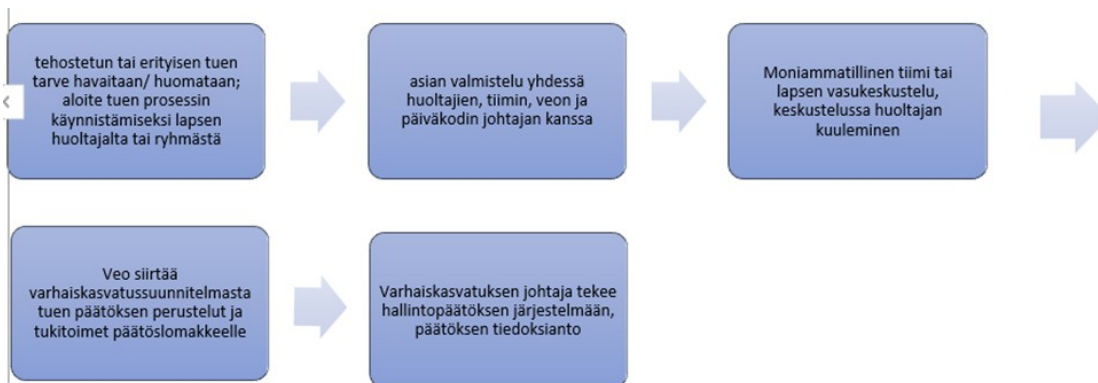 tehostetun tai erityisen tuen
tarve havaitaan/ huomataan;
aloite tuen prosessin
käynnistämiseksi lapsen
huoltajalta tai ryhmästä
asian valmistelu yhdessä
huoltajien, tiimin, veon ja
päiväkodin johtajan kanssa
Moniammatillinen tiimi tai
lapsen vasukeskustelu,
keskustelussa huoltajan
kuuleminen
Veo siirtää
varhaiskasvatussuunnitelmasta
tuen päätöksen perustelut ja
tukitoimet päätöslomakkeelle
Varhaiskasvatuksen johtaja tekee
hallintopäätöksen järjestelmään,
päätöksen tiedoksianto